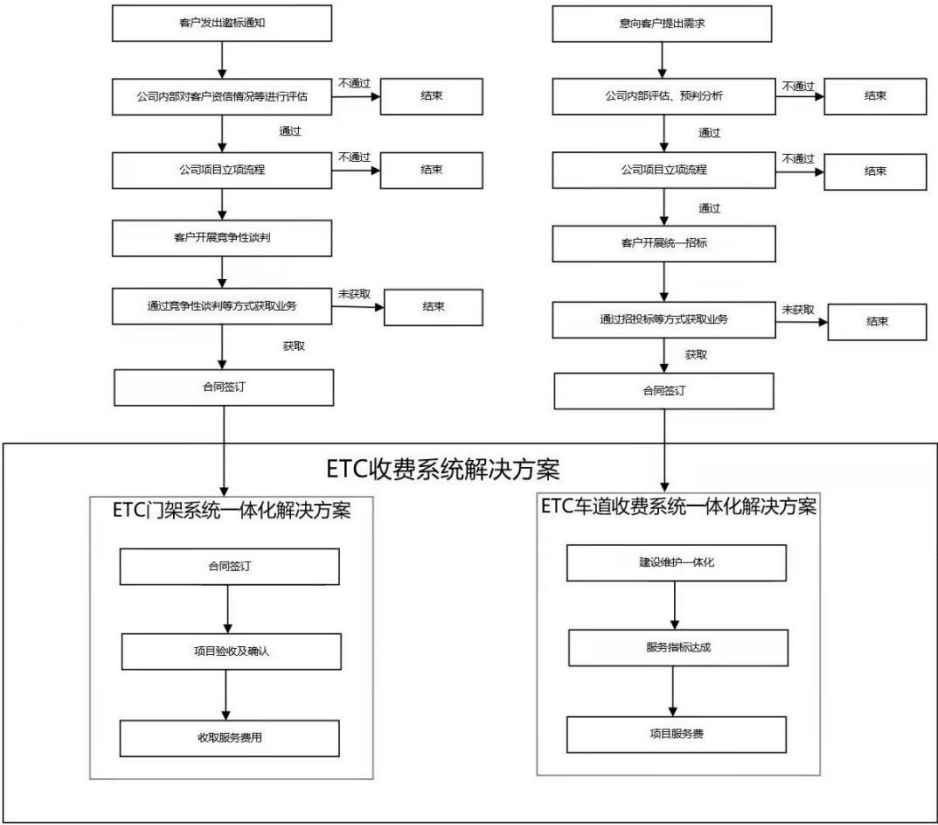 客户发出邀标通知
公司内部对客户资信情况等进行评估
不通过
结束
通过
公司项目立项流程
不通过
结束
客户开展竞争性谈判
通过竞争性谈判等方式获取业务
未获取
结束
获取
合同签订
意向客户提出需求
公司内部评估、预判分析
不通过
结束
通过
公司项目立项流程
不通过
结束
通过
客户开展统一招标
通过招投标等方式获取业务
未获取
结束
获取
合同签订
ETC收费系统解决方案
ETC门架系统一体化解决方案
合同签订
项目验收及确认
收取服务费用
ETC车道收费系统一体化解决方案
建设维护一体化
服务指标达成
项目服务费